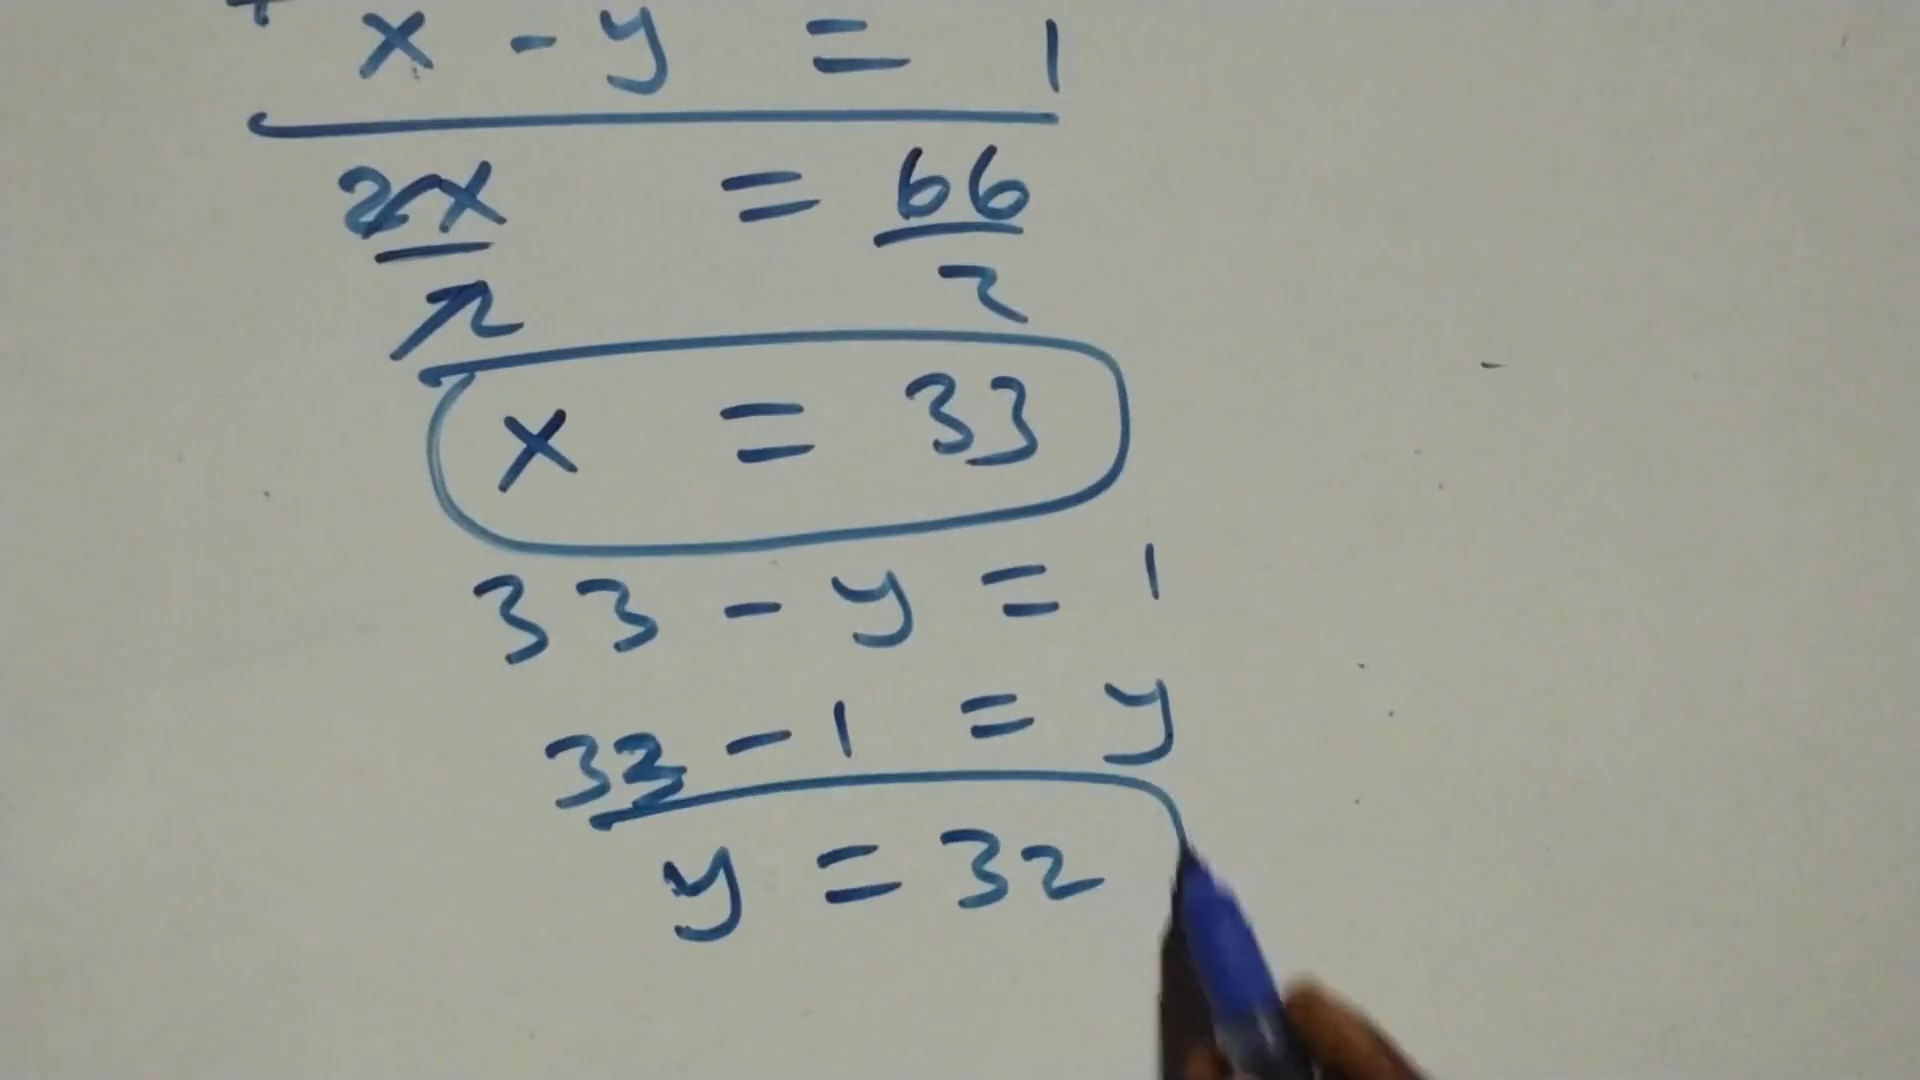 x - y = 1
2x/2 = 66/2
x = 33
33 - y = 1
33 - 1 = y
y = 32